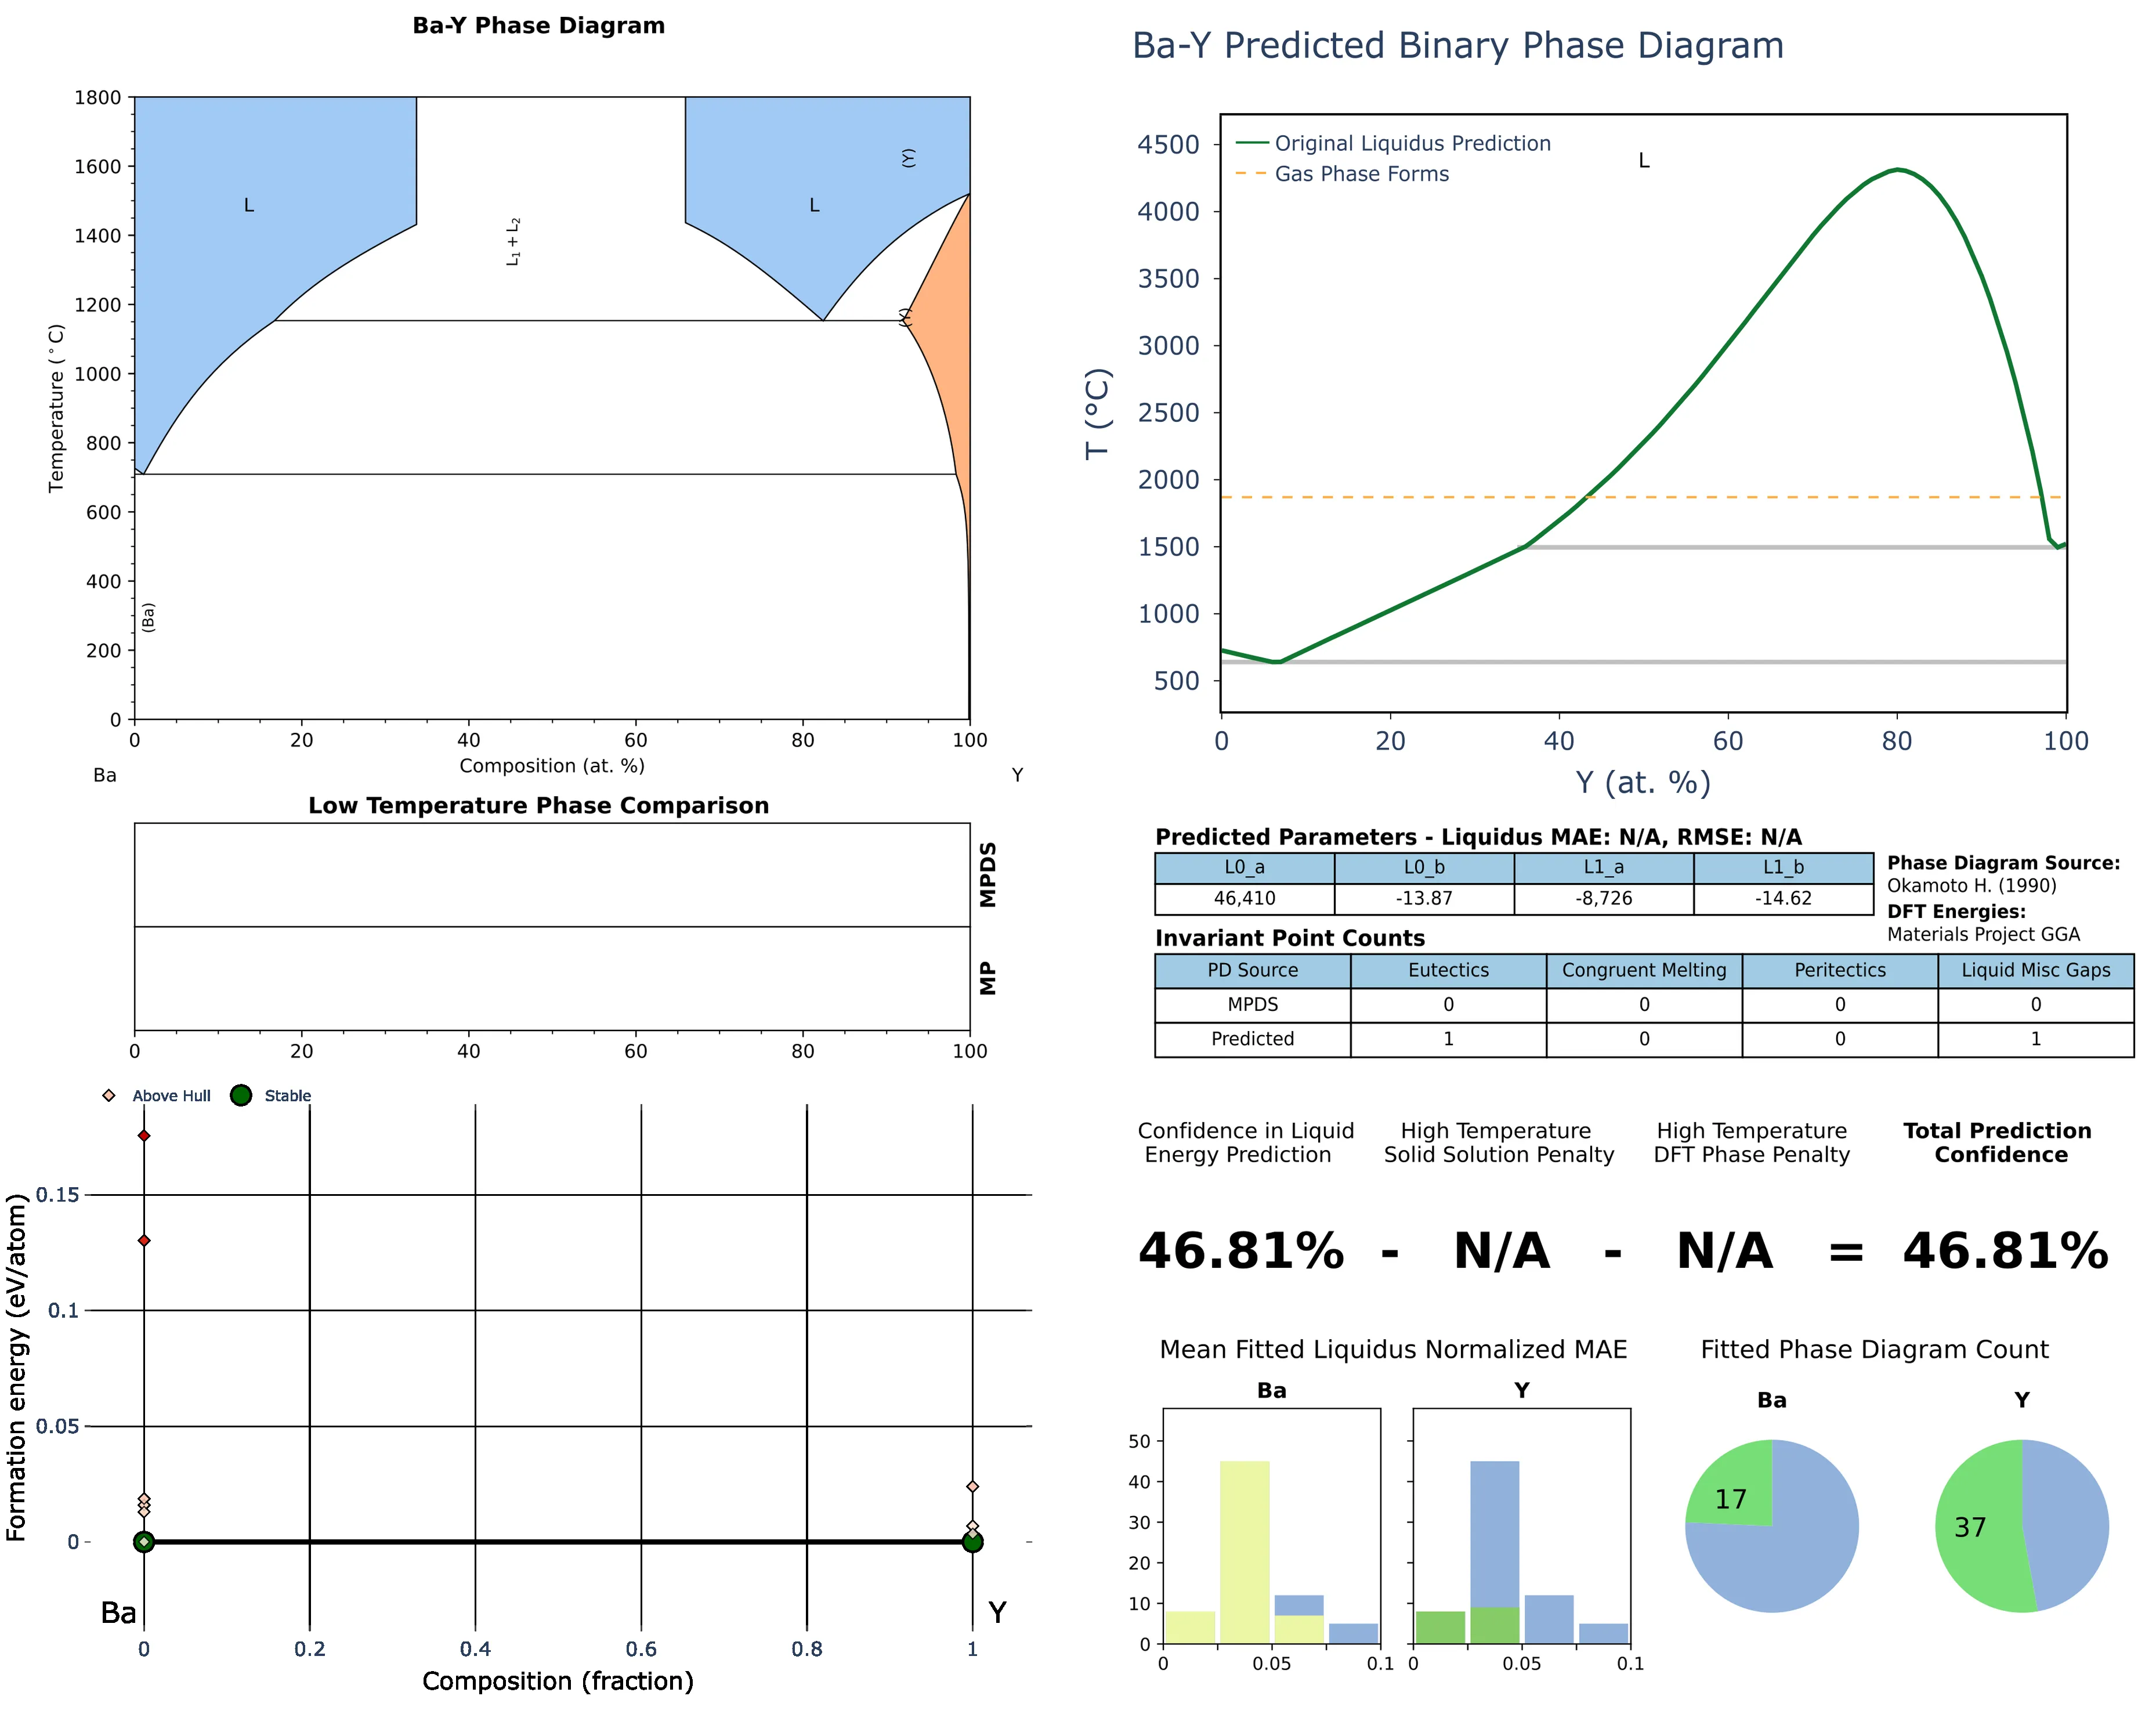 Ba-Y Phase Diagram
1800
1600
1400
1200
1000
800
600
400
200
0
Temperature (°C)
L
L₁ + L₂
L
(Y)
(Y)
(Ba)
0 20 40 60 80 100
Composition (at. %)
Ba Y
Low Temperature Phase Comparison
MPDS
MP
0 20 40 60 80 100
Above Hull Stable
0.15
0.1
0.05
0
Formation energy (eV/atom)
Ba Y
0 0.2 0.4 0.6 0.8 1
Composition (fraction)
Ba-Y Predicted Binary Phase Diagram
Original Liquidus Prediction
Gas Phase Forms
L
4500
4000
3500
3000
2500
2000
1500
1000
500
T (°C)
0 20 40 60 80 100
Y (at. %)
Predicted Parameters - Liquidus MAE: N/A, RMSE: N/A
L0_a L0_b L1_a L1_b
46,410 -13.87 -8,726 -14.62
Phase Diagram Source:
Okamoto H. (1990)
DFT Energies:
Materials Project GGA
Invariant Point Counts
PD Source Eutectics Congruent Melting Peritectics Liquid Misc Gaps
MPDS 0 0 0 0
Predicted 1 0 0 1
Confidence in Liquid
Energy Prediction
High Temperature
Solid Solution Penalty
High Temperature
DFT Phase Penalty
Total Prediction
Confidence
46.81% - N/A - N/A = 46.81%
Mean Fitted Liquidus Normalized MAE
Ba Y
50
40
30
20
10
0
0 0.05 0.1 0 0.05 0.1
Fitted Phase Diagram Count
Ba Y
17 37